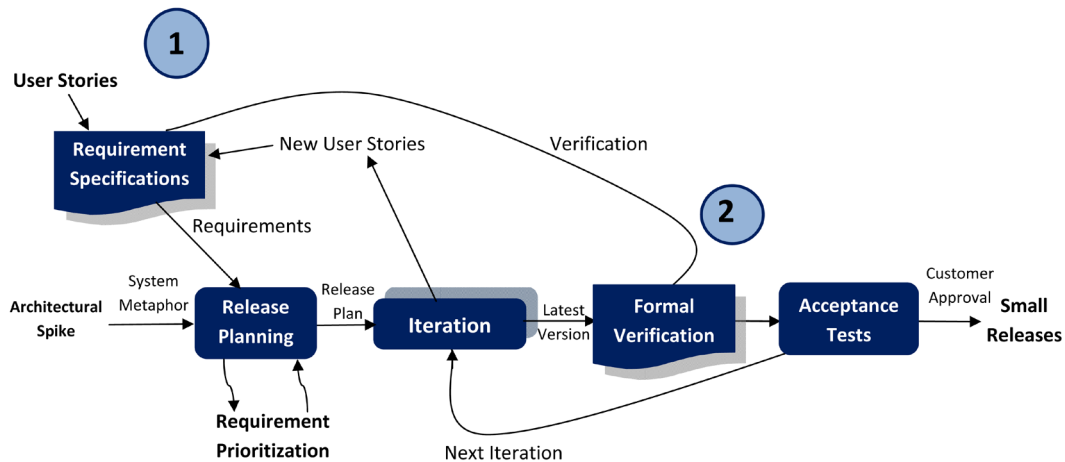 1
User Stories
Requirement
Specifications
New User Stories
Verification
Requirements
2
Architectural
Spike
System
Metaphor
Release
Planning
Release
Plan
Iteration
Latest
Version
Formal
Verification
Acceptance
Tests
Customer
Approval
Small
Releases
Requirement
Prioritization
Next Iteration